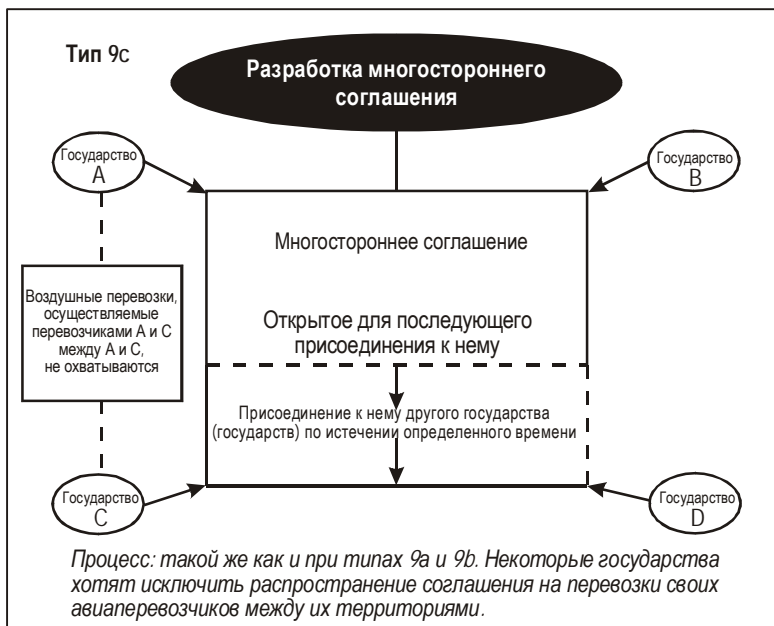 Тип 9с
Разработка многостороннего
соглашения
Государство
A
Государство
B
Многостороннее соглашение
Воздушные перевозки,
осуществляемые
перевозчиками А и С
между А и С,
не охватываются
Открытое для последующего
присоединения к нему
Присоединение к нему другого государства
(государств) по истечении определенного времени
Государство
C
Государство
D
Процесс: такой же как и при типах 9a и 9b. Некоторые государства
хотят исключить распространение соглашения на перевозки своих
авиаперевозчиков между их территориями.